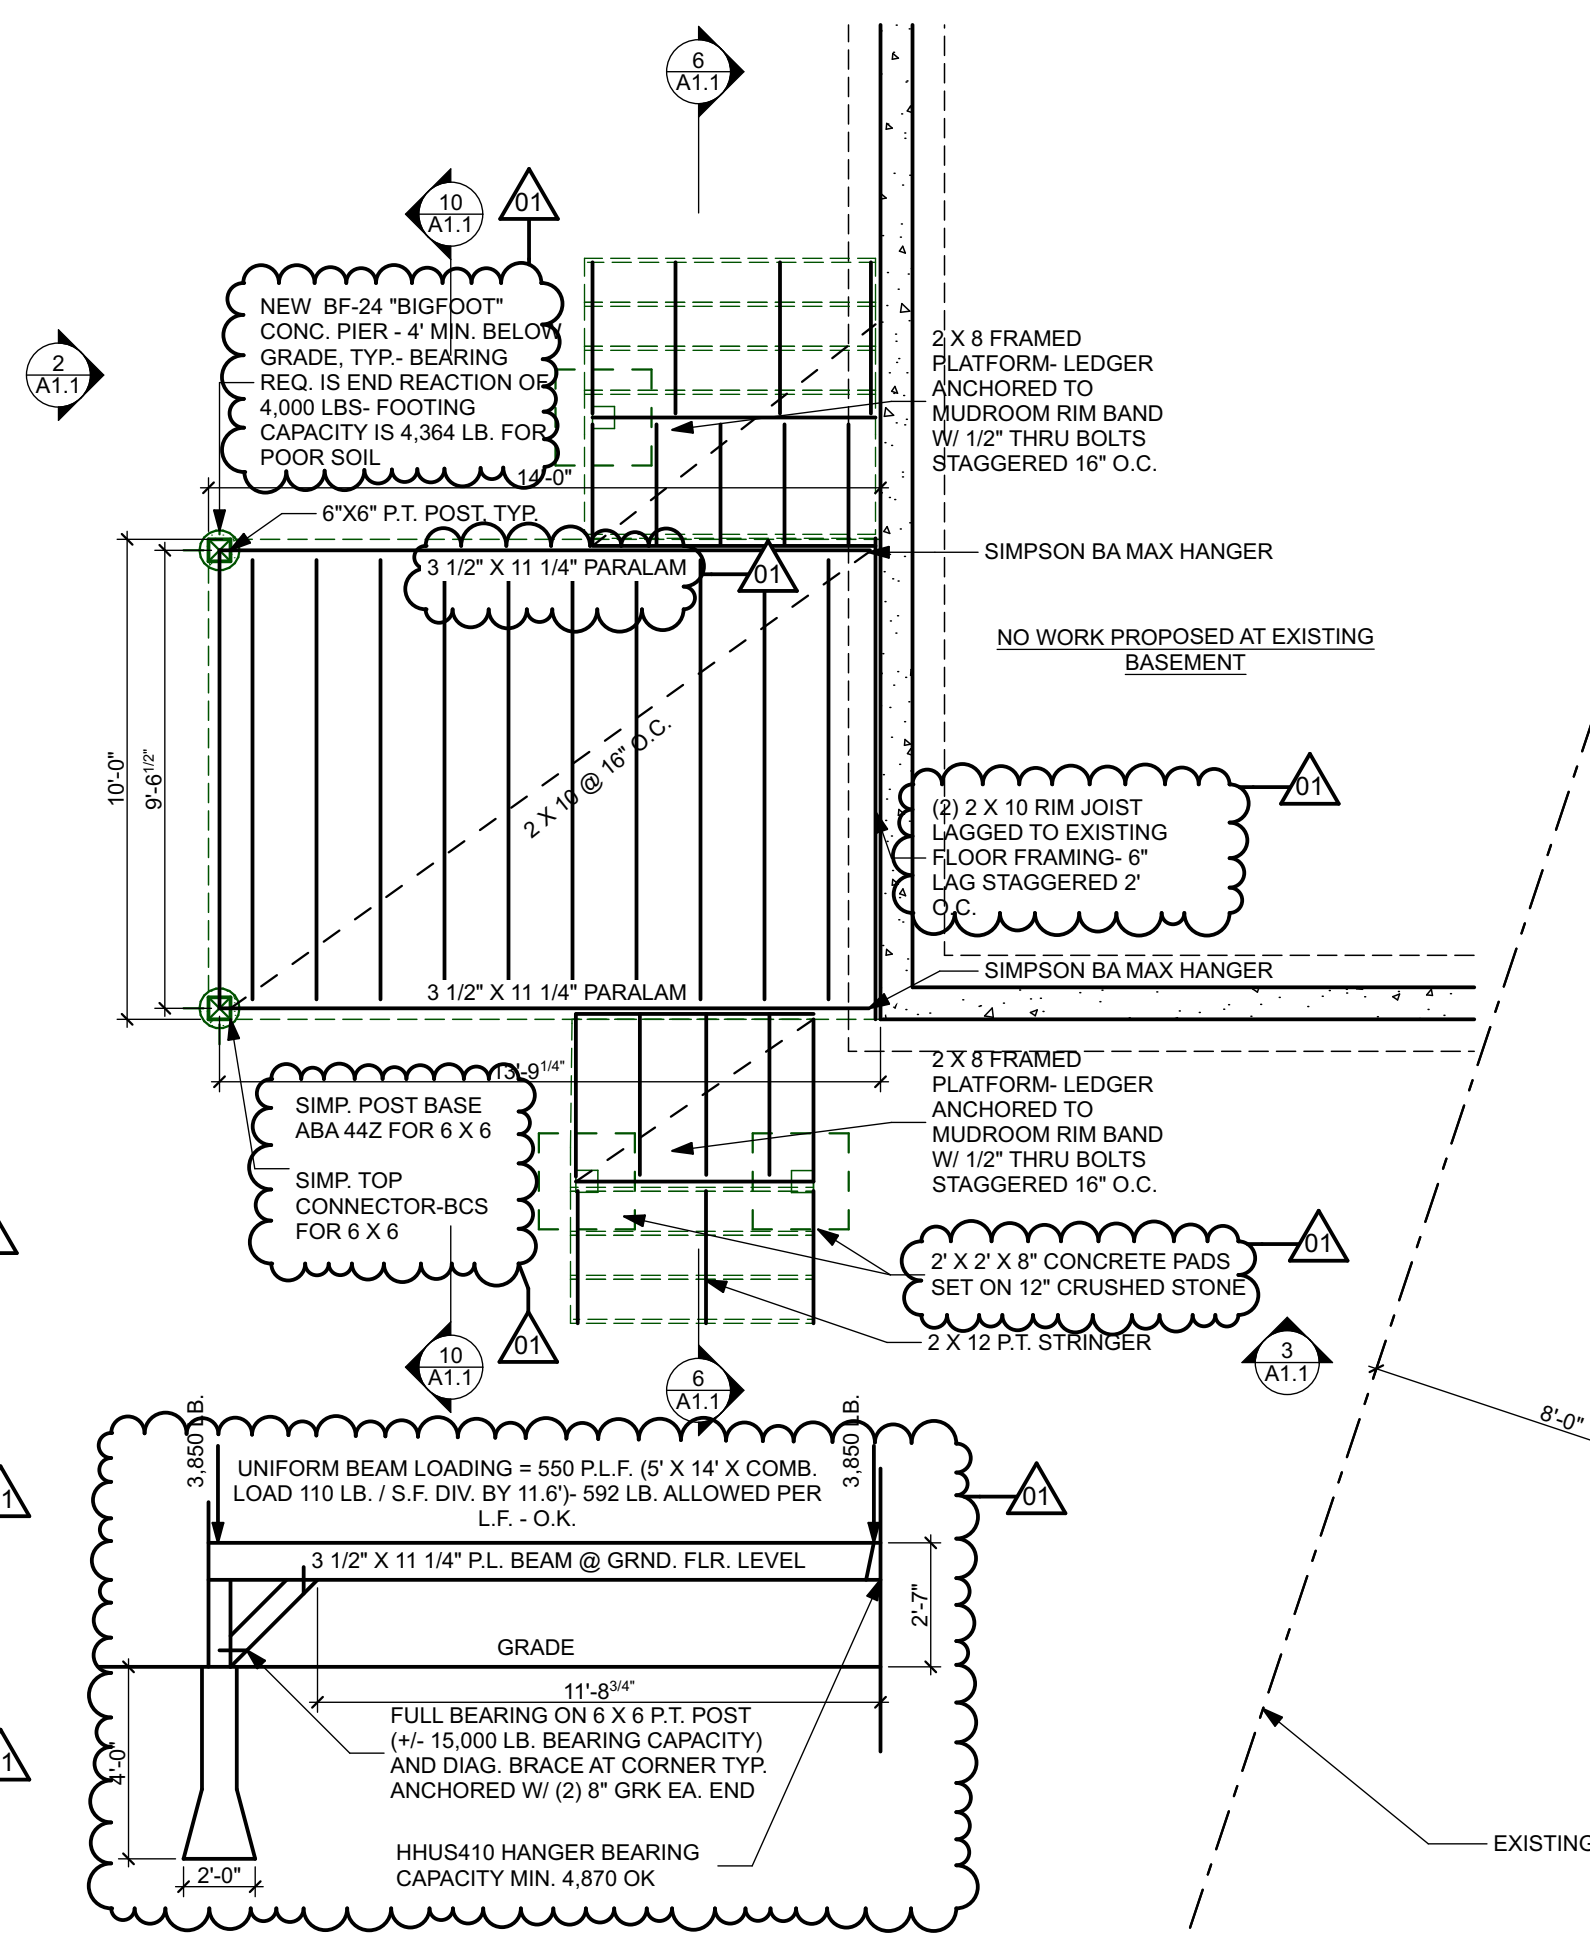 6
A1.1
10
A1.1
01
NEW BF-24 "BIGFOOT"
CONC. PIER - 4' MIN. BELOW
GRADE, TYP.- BEARING
REQ. IS END REACTION OF
4,000 LBS- FOOTING
CAPACITY IS 4,364 LB. FOR
POOR SOIL
2
A1.1
2 X 8 FRAMED
PLATFORM- LEDGER
ANCHORED TO
MUDROOM RIM BAND
W/ 1/2" THRU BOLTS
STAGGERED 16" O.C.
14'-0"
6"X6" P.T. POST, TYP.
3 1/2" X 11 1/4" PARALAM
01
SIMPSON BA MAX HANGER
NO WORK PROPOSED AT EXISTING
BASEMENT
10'-0"
9'-6 1/2"
2 X 10 @ 16" O.C.
01
(2) 2 X 10 RIM JOIST
LAGGED TO EXISTING
FLOOR FRAMING- 6"
LAG STAGGERED 2'
O.C.
3 1/2" X 11 1/4" PARALAM
SIMPSON BA MAX HANGER
13'-9 1/4"
2 X 8 FRAMED
PLATFORM- LEDGER
ANCHORED TO
MUDROOM RIM BAND
W/ 1/2" THRU BOLTS
STAGGERED 16" O.C.
SIMP. POST BASE
ABA 44Z FOR 6 X 6
SIMP. TOP
CONNECTOR-BCS
FOR 6 X 6
01
01
2' X 2' X 8" CONCRETE PADS
SET ON 12" CRUSHED STONE
2 X 12 P.T. STRINGER
10
A1.1
6
A1.1
3
A1.1
8'-0"
3,850 LB.
3,850 LB.
UNIFORM BEAM LOADING = 550 P.L.F. (5' X 14' X COMB.
LOAD 110 LB. / S.F. DIV. BY 11.6')- 592 LB. ALLOWED PER
L.F. - O.K.
01
1
3 1/2" X 11 1/4" P.L. BEAM @ GRND. FLR. LEVEL
2'-7"
GRADE
11'-8 3/4"
FULL BEARING ON 6 X 6 P.T. POST
(+/- 15,000 LB. BEARING CAPACITY)
AND DIAG. BRACE AT CORNER TYP.
ANCHORED W/ (2) 8" GRK EA. END
1
4'-0"
HHUS410 HANGER BEARING
CAPACITY MIN. 4,870 OK
2'-0"
EXISTING